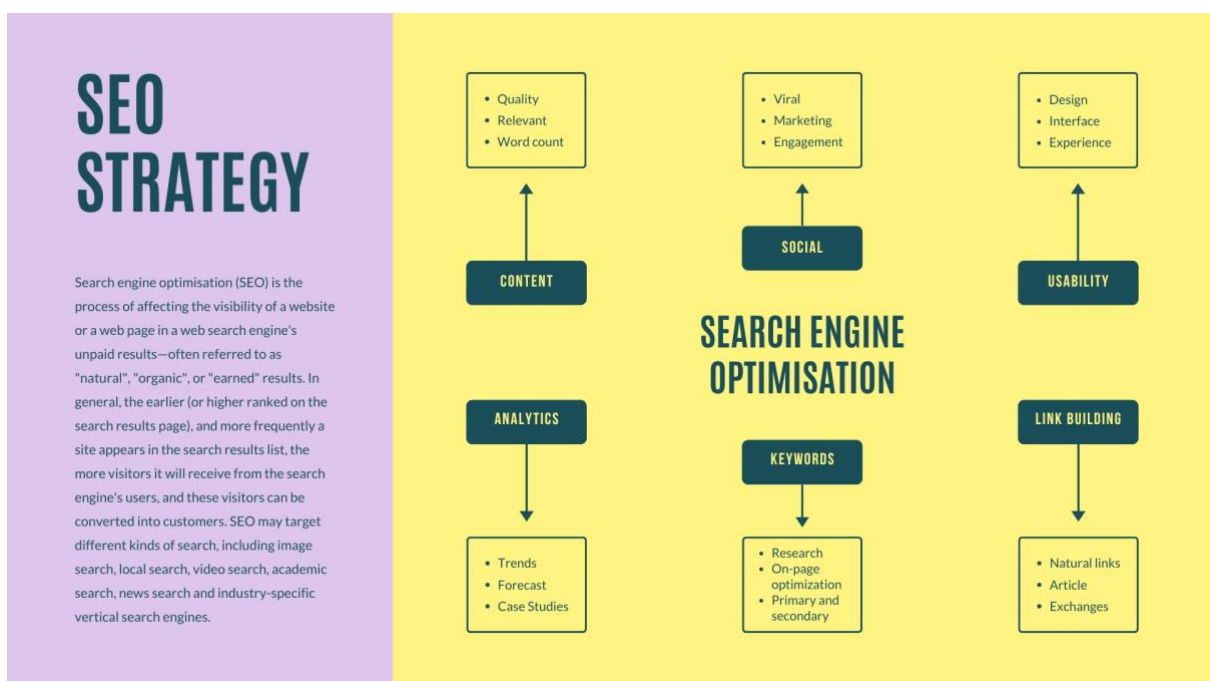 SEO
STRATEGY
Search engine optimisation (SEO) is the
process of affecting the visibility of a website
or a web page in a web search engine's
unpaid results—often referred to as
"natural", "organic", or "earned" results. In
general, the earlier (or higher ranked on the
search results page), and more frequently a
site appears in the search results list, the
more visitors it will receive from the search
engine's users, and these visitors can be
converted into customers. SEO may target
different kinds of search, including image
search, local search, video search, academic
search, news search and industry-specific
vertical search engines.
• Quality
• Relevant
• Word count
CONTENT
• Viral
• Marketing
• Engagement
SOCIAL
• Design
• Interface
• Experience
USABILITY
SEARCH ENGINE
OPTIMISATION
ANALYTICS
• Trends
• Forecast
• Case Studies
KEYWORDS
• Research
• On-page
optimization
• Primary and
secondary
LINK BUILDING
• Natural links
• Article
• Exchanges